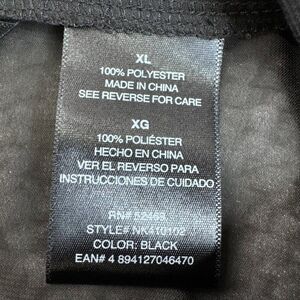 XL
100% POLYESTER
MADE IN CHINA
SEE REVERSE FOR CARE
XG
100% POLIÉSTER
HECHO EN CHINA
VER EL REVERSO PARA
INSTRUCCIONES DE CUIDADO
RN# 52469
STYLE# NK410102
COLOR: BLACK
EAN# 4 894127046470